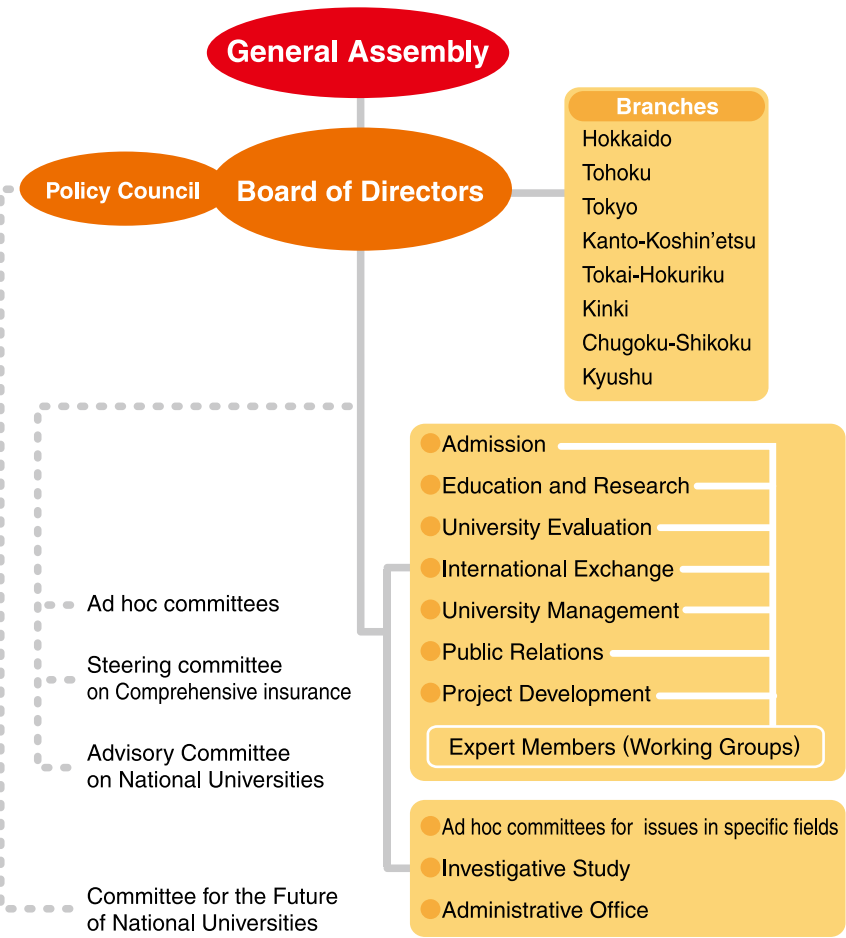 General Assembly
Policy Council
Board of Directors
Branches
Hokkaido
Tohoku
Tokyo
Kanto-Koshin’etsu
Tokai-Hokuriku
Kinki
Chugoku-Shikoku
Kyushu
Admission
Education and Research
University Evaluation
International Exchange
University Management
Public Relations
Project Development
Expert Members (Working Groups)
Ad hoc committees
Steering committee
on Comprehensive insurance
Advisory Committee
on National Universities
Committee for the Future
of National Universities
Ad hoc committees for issues in specific fields
Investigative Study
Administrative Office